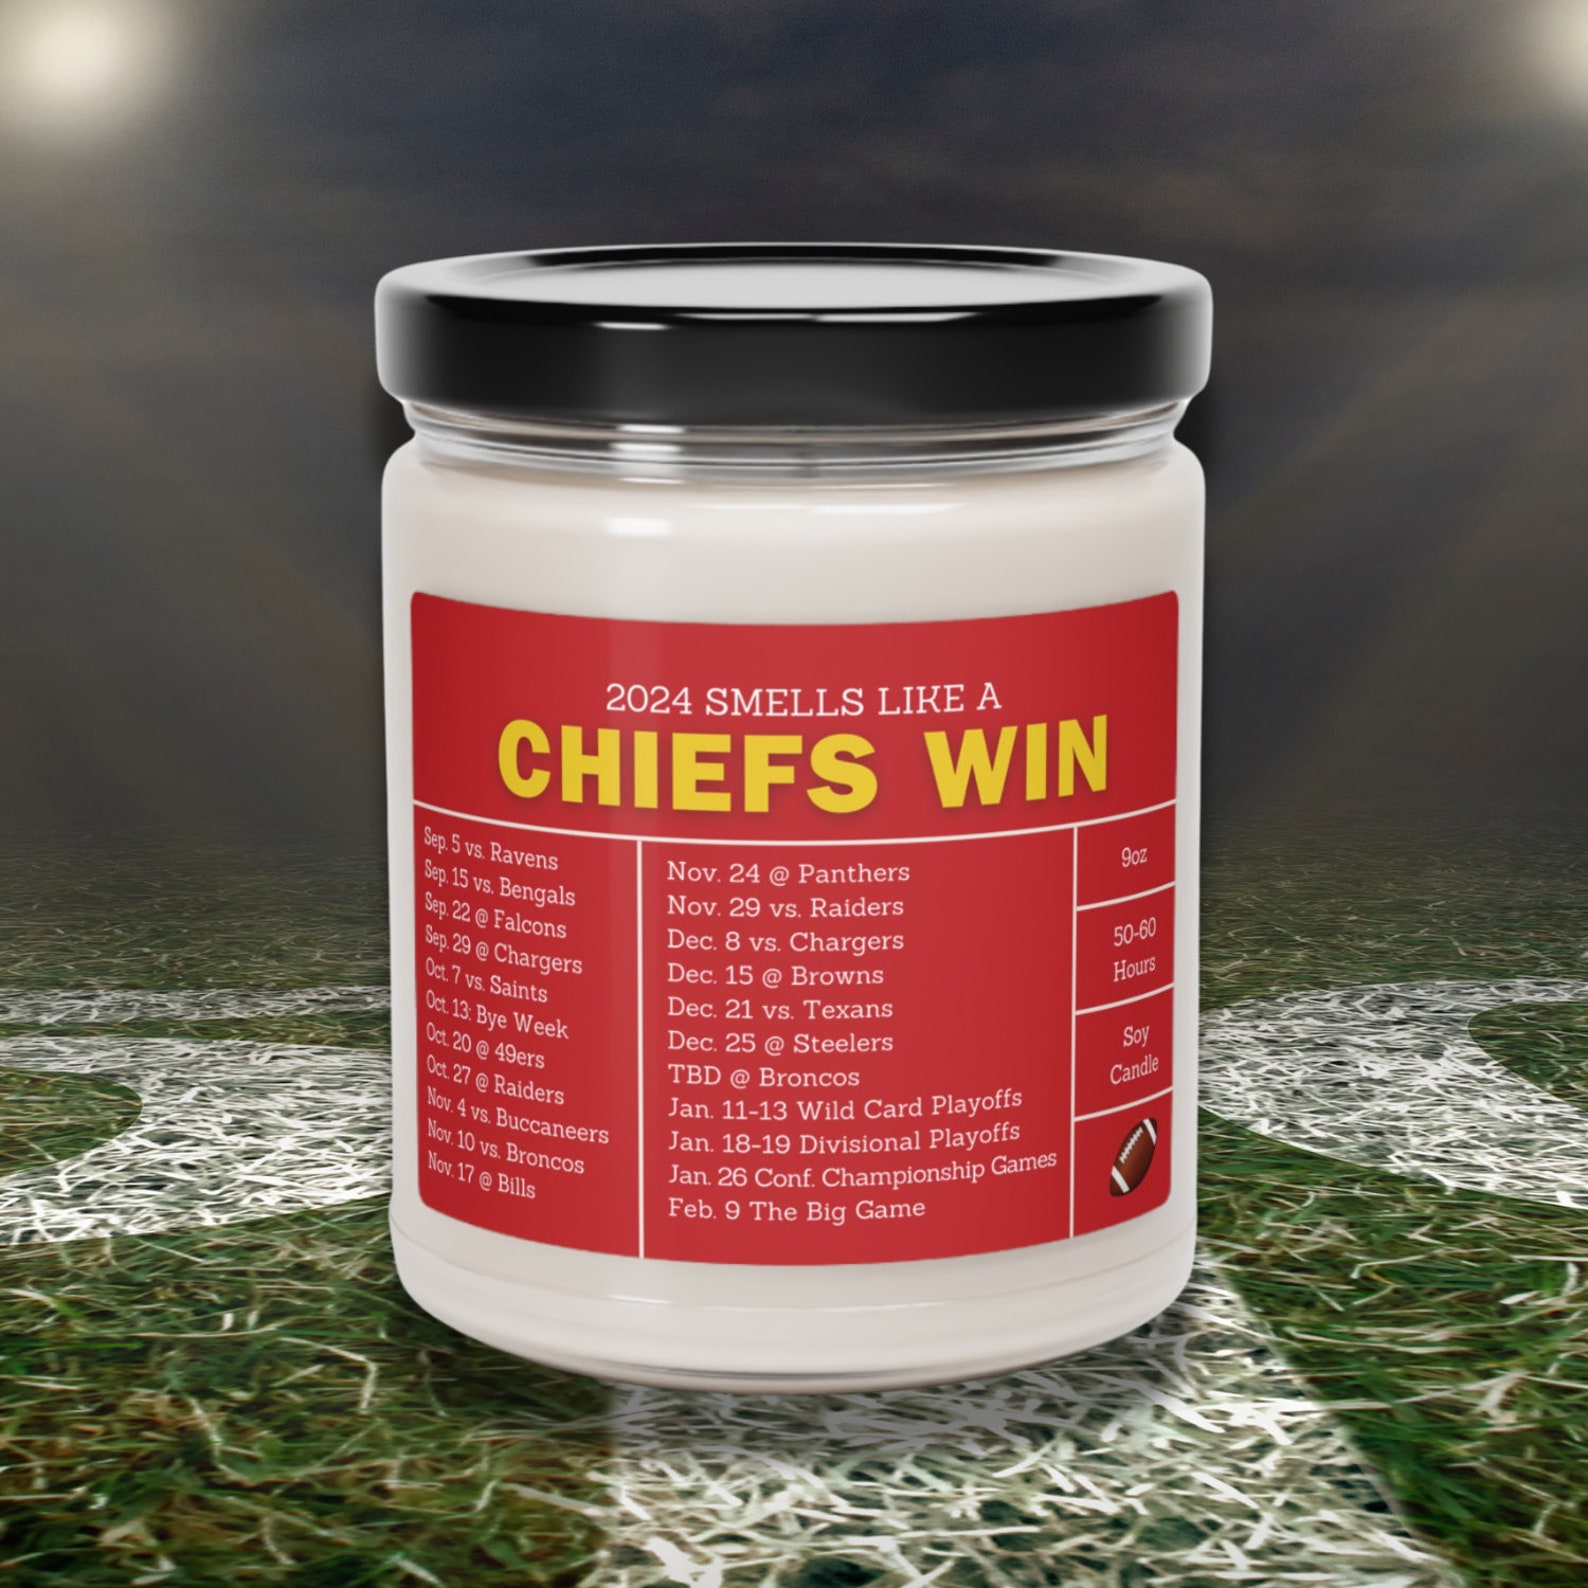 2024 SMELLS LIKE A
CHIEFS WIN
Sep. 5 vs. Ravens
Sep. 15 vs. Bengals
Sep. 22 @ Falcons
Sep. 29 @ Chargers
Oct. 7 vs. Saints
Oct. 13: Bye Week
Oct. 20 @ 49ers
Oct. 27 @ Raiders
Nov. 4 vs. Buccaneers
Nov. 10 vs. Broncos
Nov. 17 @ Bills
Nov. 24 @ Panthers
Nov. 29 vs. Raiders
Dec. 8 vs. Chargers
Dec. 15 @ Browns
Dec. 21 vs. Texans
Dec. 25 @ Steelers
TBD @ Broncos
Jan. 11-13 Wild Card Playoffs
Jan. 18-19 Divisional Playoffs
Jan. 26 Conf. Championship Games
Feb. 9 The Big Game
9oz
50-60
Hours
Soy
Candle